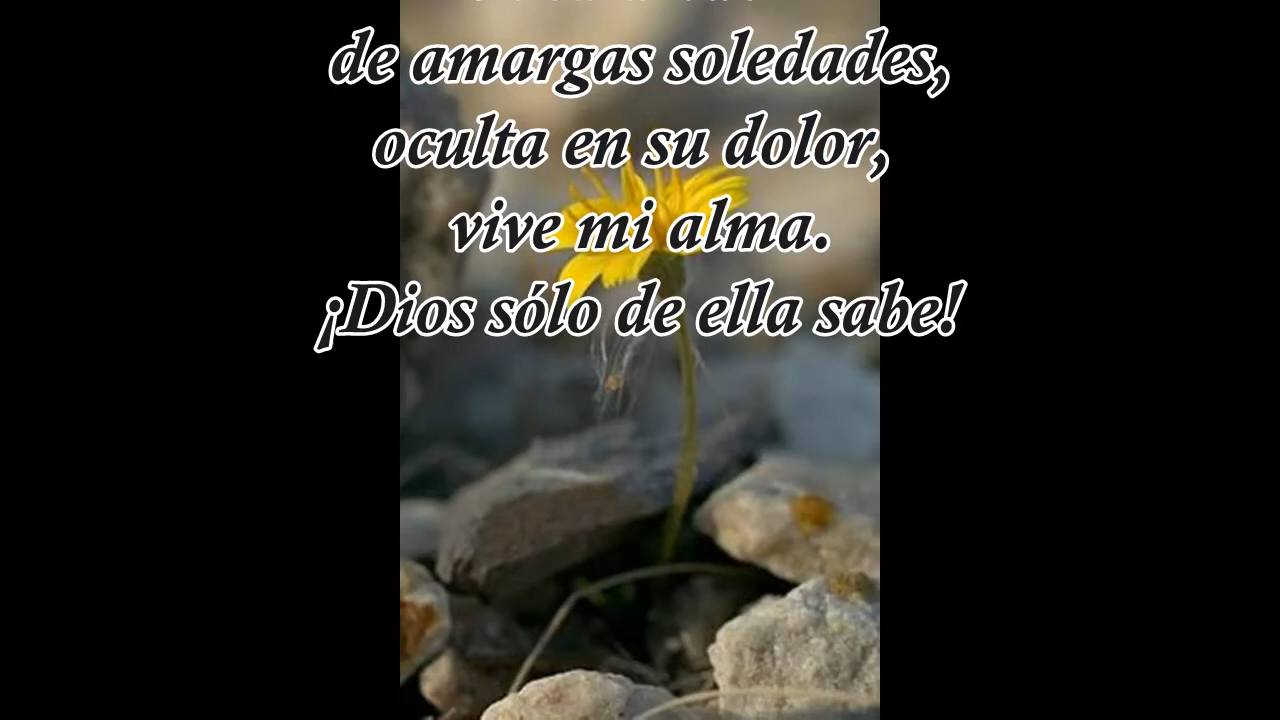 de amargas soledades,
oculta en su dolor,
vive mi alma.
¡Dios sólo de ella sabe!